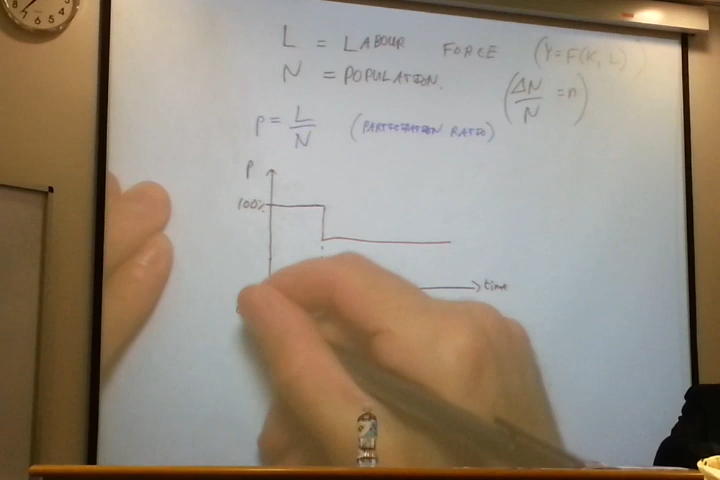 L = LABOUR FORCE (Y=F(K,L))
N = POPULATION. (ΔN/N = n)
P = L/N (PARTICIPATION RATIO)
P
100%
time